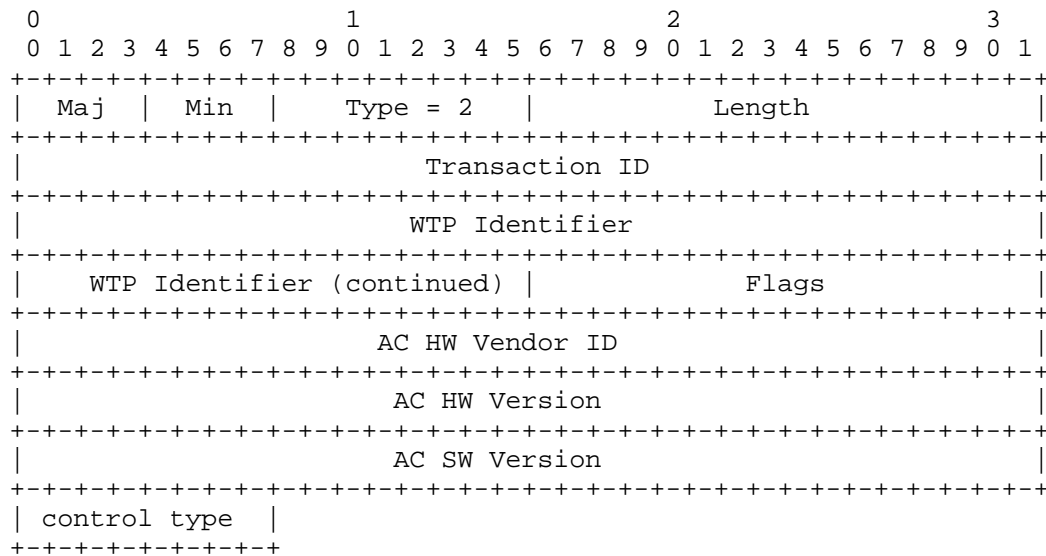 0                   1                   2                   3
 0 1 2 3 4 5 6 7 8 9 0 1 2 3 4 5 6 7 8 9 0 1 2 3 4 5 6 7 8 9 0 1
+-+-+-+-+-+-+-+-+-+-+-+-+-+-+-+-+-+-+-+-+-+-+-+-+-+-+-+-+-+-+-+-+
|  Maj  |  Min  |    Type = 2   |           Length              |
+-+-+-+-+-+-+-+-+-+-+-+-+-+-+-+-+-+-+-+-+-+-+-+-+-+-+-+-+-+-+-+-+
|                         Transaction ID                        |
+-+-+-+-+-+-+-+-+-+-+-+-+-+-+-+-+-+-+-+-+-+-+-+-+-+-+-+-+-+-+-+-+
|                        WTP Identifier                         |
+-+-+-+-+-+-+-+-+-+-+-+-+-+-+-+-+-+-+-+-+-+-+-+-+-+-+-+-+-+-+-+-+
|    WTP Identifier (continued) |             Flags             |
+-+-+-+-+-+-+-+-+-+-+-+-+-+-+-+-+-+-+-+-+-+-+-+-+-+-+-+-+-+-+-+-+
|                      AC HW Vendor ID                          |
+-+-+-+-+-+-+-+-+-+-+-+-+-+-+-+-+-+-+-+-+-+-+-+-+-+-+-+-+-+-+-+-+
|                       AC HW Version                           |
+-+-+-+-+-+-+-+-+-+-+-+-+-+-+-+-+-+-+-+-+-+-+-+-+-+-+-+-+-+-+-+-+
|                       AC SW Version                           |
+-+-+-+-+-+-+-+-+-+-+-+-+-+-+-+-+-+-+-+-+-+-+-+-+-+-+-+-+-+-+-+-+
| control type  |
+-+-+-+-+-+-+-+-+